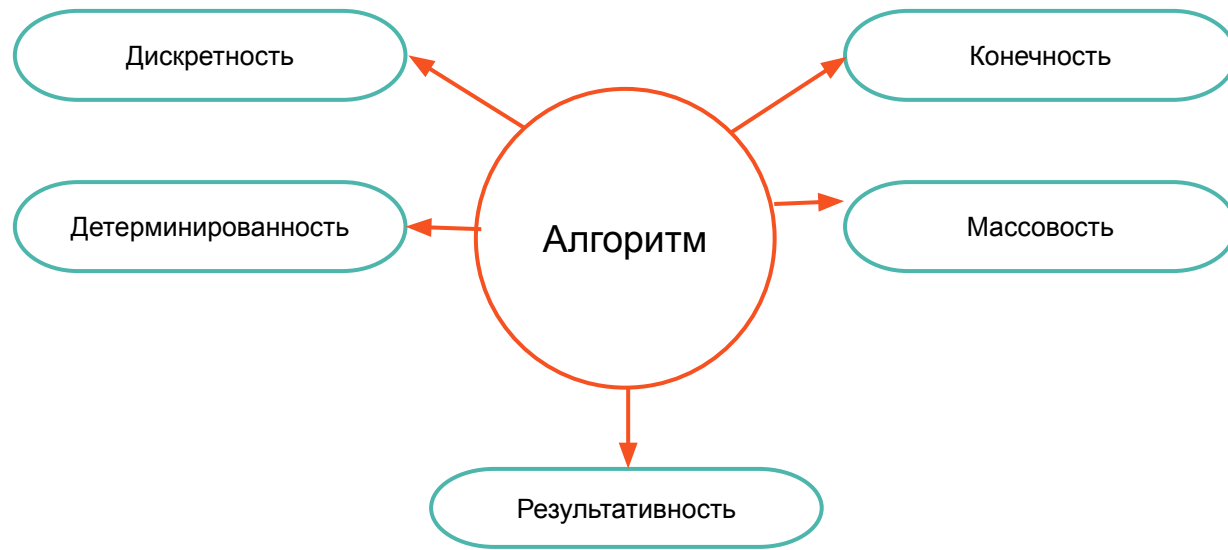 Дискретность
Конечность
Детерминированность
Алгоритм
Массовость
Результативность